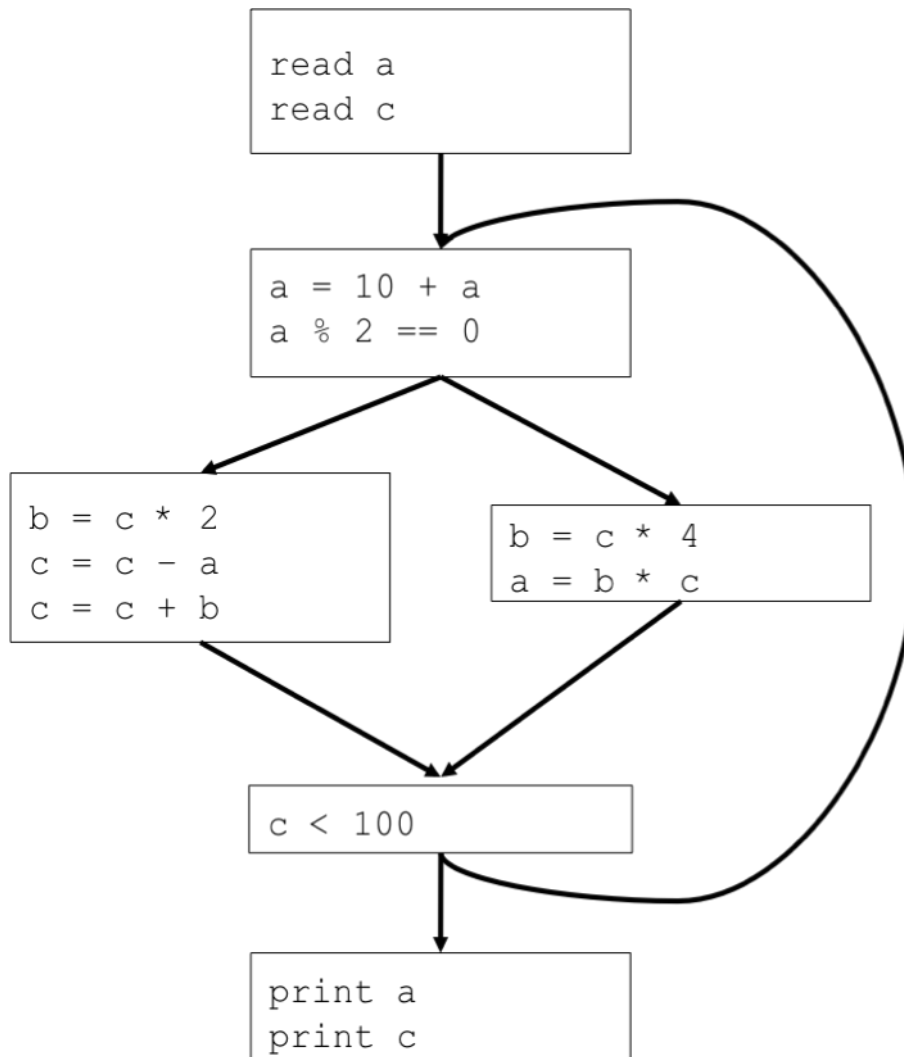 read a
read c
a = 10 + a
a % 2 == 0
b = c * 2
c = c – a
c = c + b
b = c * 4
a = b * c
c < 100
print a
print c